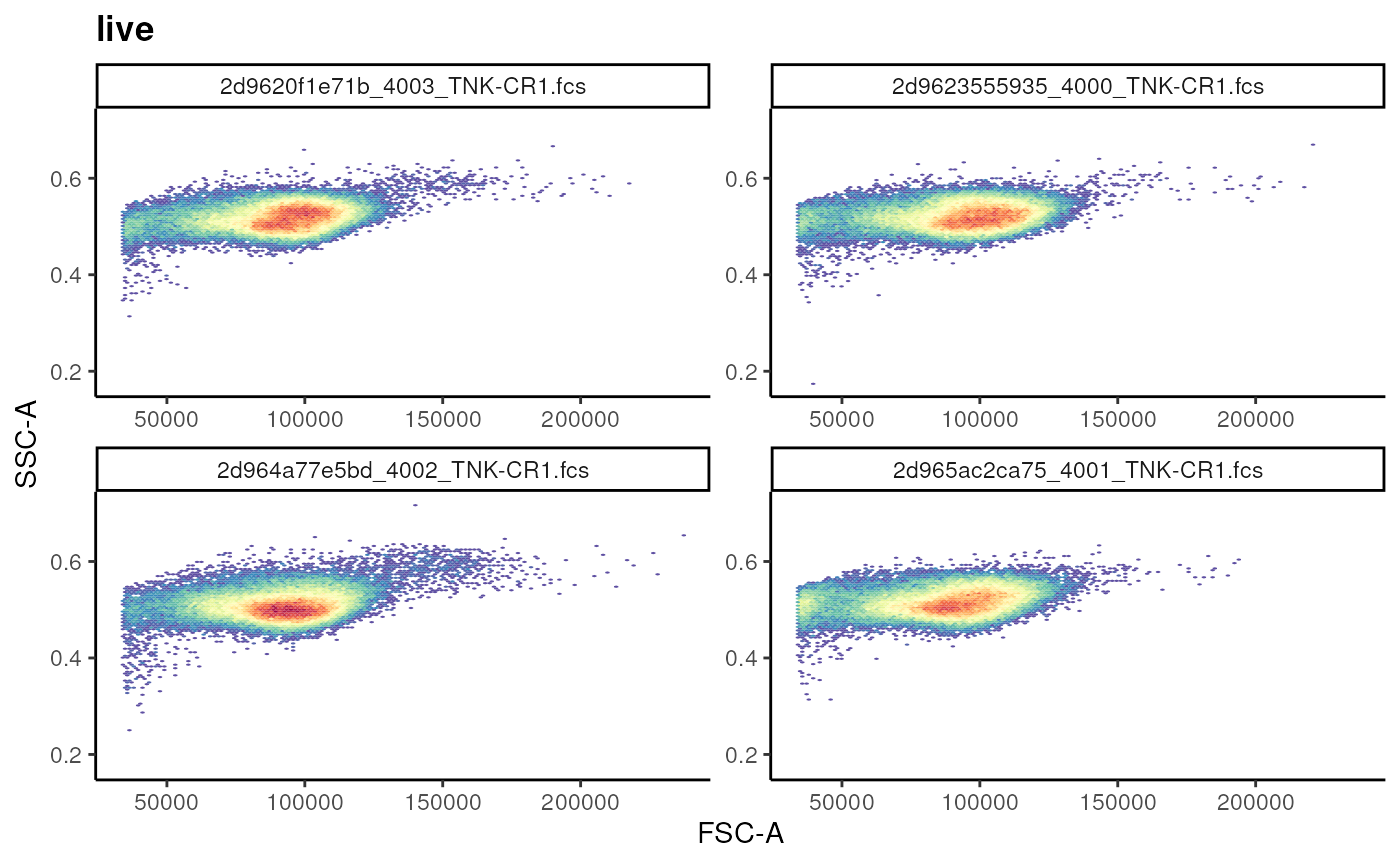 live
2d9620f1e71b_4003_TNK-CR1.fcs
2d9623555935_4000_TNK-CR1.fcs
0.6
0.4
0.2
0.6
0.4
0.2
50000 100000 150000 200000
50000 100000 150000 200000
SSC-A
2d964a77e5bd_4002_TNK-CR1.fcs
2d965ac2ca75_4001_TNK-CR1.fcs
0.6
0.4
0.2
0.6
0.4
0.2
50000 100000 150000 200000
50000 100000 150000 200000
FSC-A